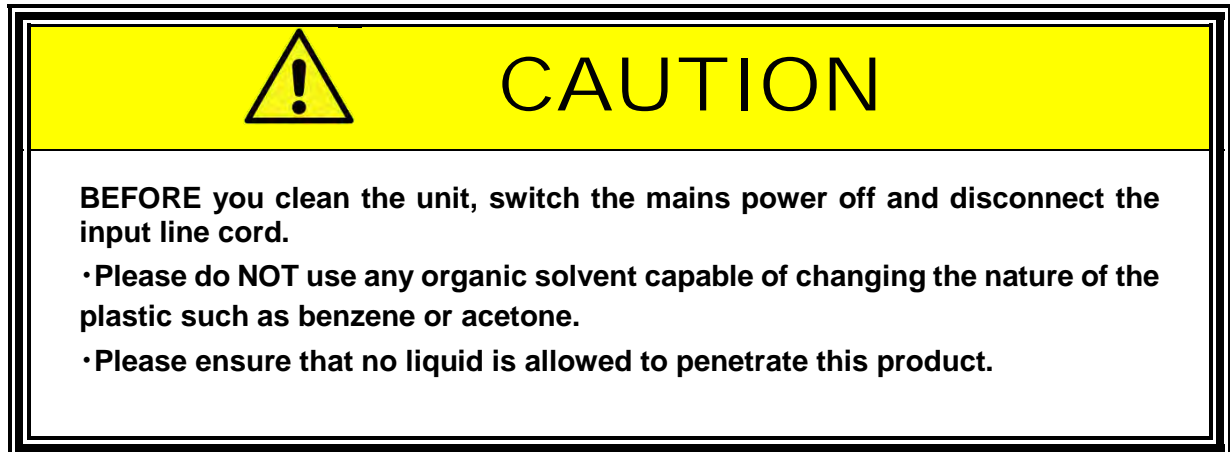 CAUTION
BEFORE you clean the unit, switch the mains power off and disconnect the
input line cord.
･Please do NOT use any organic solvent capable of changing the nature of the
plastic such as benzene or acetone.
･Please ensure that no liquid is allowed to penetrate this product.